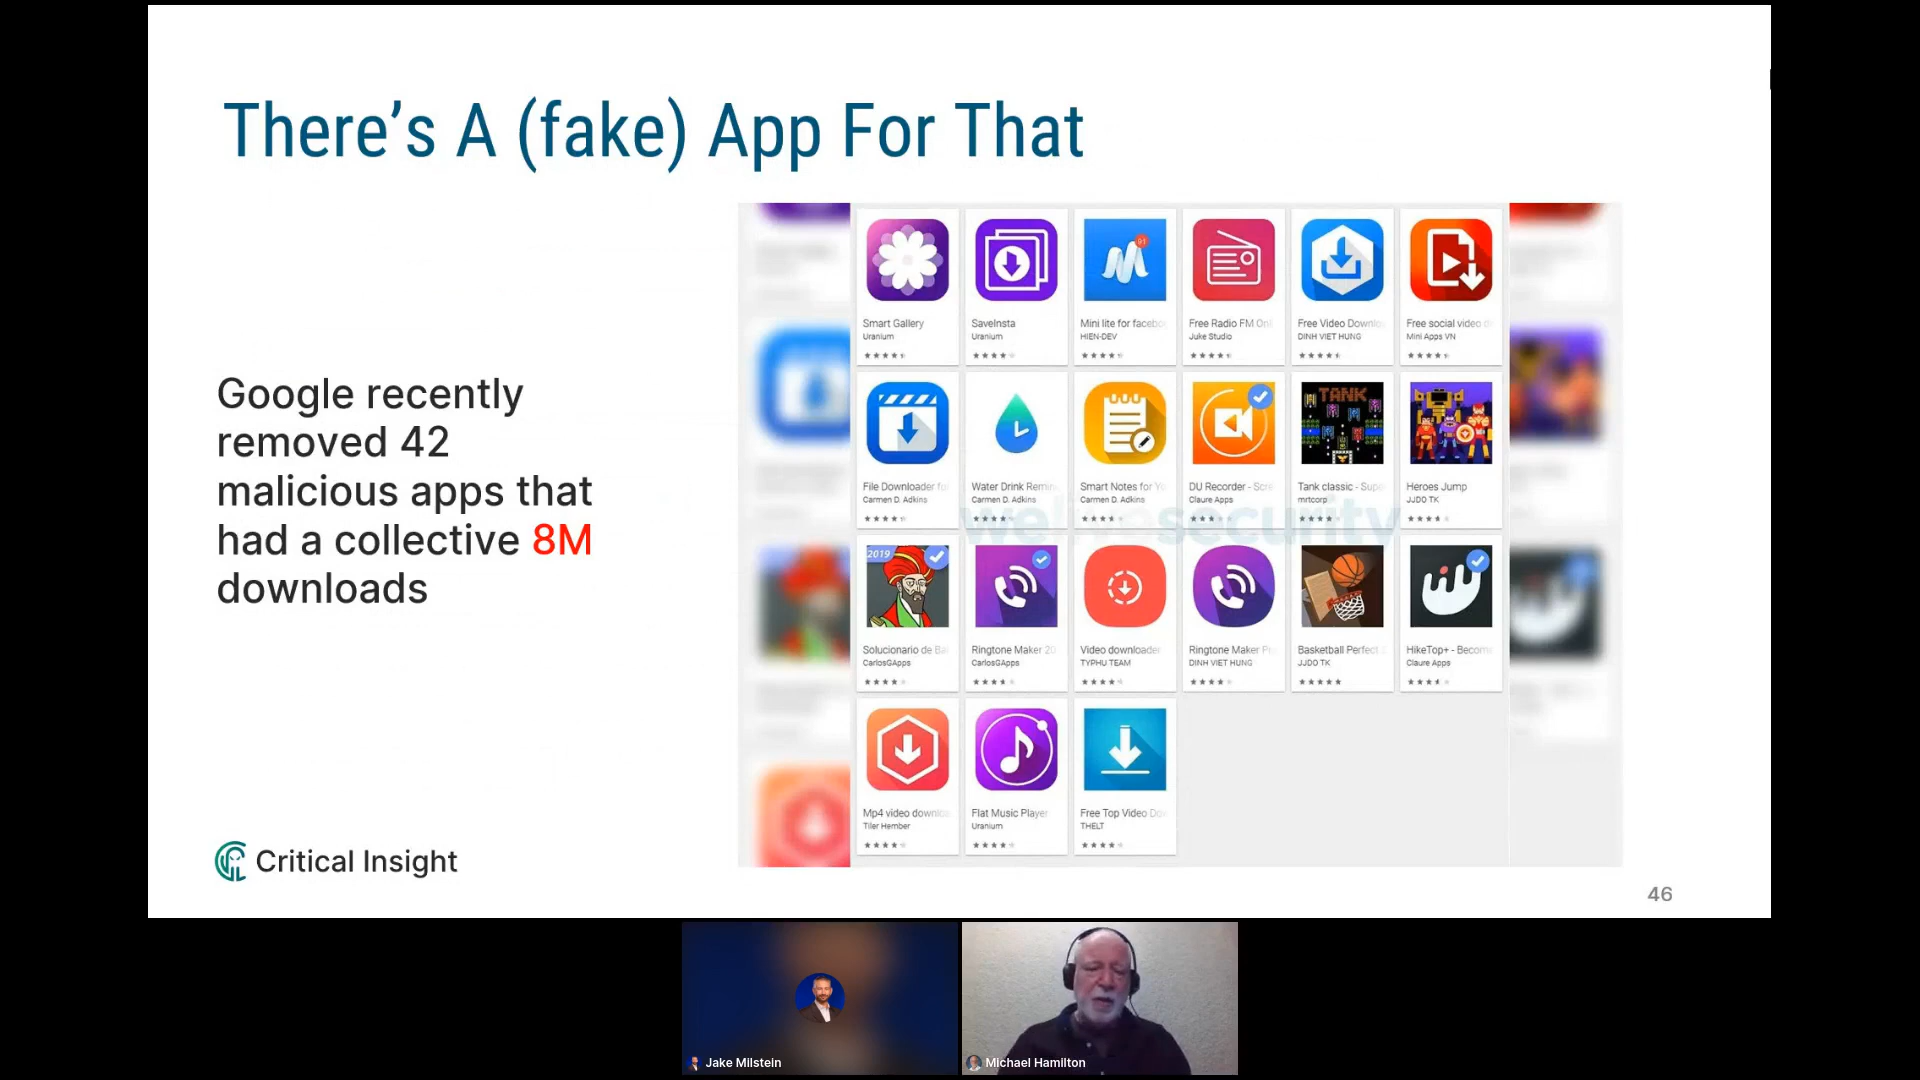 There's A (fake) App For That
Google recently
removed 42
malicious apps that
had a collective 8M
downloads
Smart Gallery
Uranium
SaveInsta
Uranium
Mini lite for facebo
HIEN-DEV
91
Free Radio FM Onl
Juke Studio
Free Video Downlo
DINH VIET HUNG
Free social video d
Mini Apps VN
File Downloader fo
Carmen D. Adkins
Water Drink Remin
Carmen D. Adkins
Smart Notes for Yo
Carmen D. Adkins
DU Recorder - Scre
Claure Apps
TANK
Tank classic - Supe
mrtcorp
Heroes Jump
JJDO TK
welivesecurity
2019
Solucionario de Ba
CarlosGApps
Ringtone Maker 20
CarlosGApps
Video downloader
TYPHU TEAM
Ringtone Maker Pr
DINH VIET HUNG
Basketball Perfect
JJDO TK
HikeTop+ - Becom
Claure Apps
Mp4 video downloa
Tiler Hember
Flat Music Player
Uranium
Free Top Video Do
THELT
Critical Insight
46
Jake Milstein
Michael Hamilton